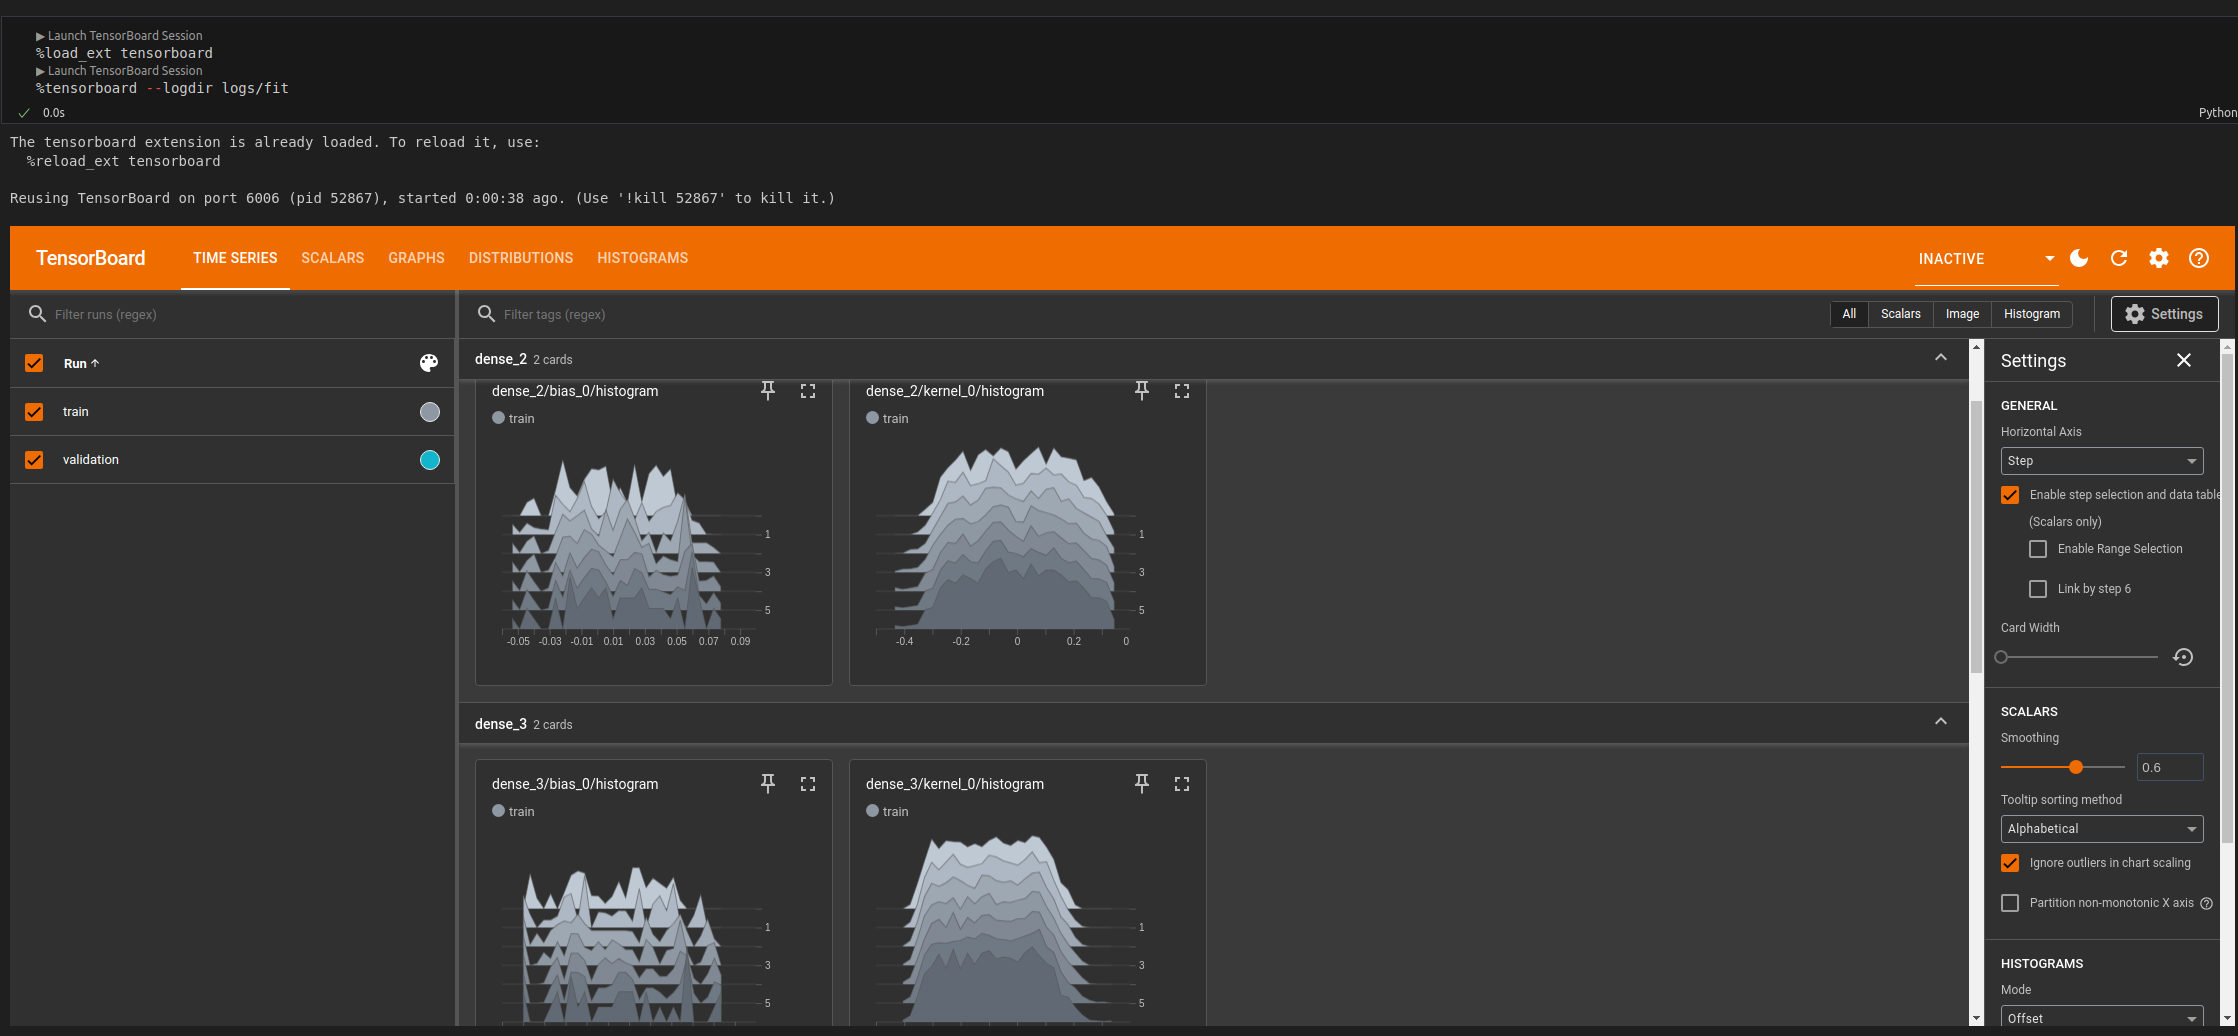 ▶ Launch TensorBoard Session
%load_ext tensorboard
▶ Launch TensorBoard Session
%tensorboard --logdir logs/fit
✓ 0.0s
Python
The tensorboard extension is already loaded. To reload it, use:
%reload_ext tensorboard
Reusing TensorBoard on port 6006 (pid 52867), started 0:00:38 ago. (Use '!kill 52867' to kill it.)
TensorBoard TIME SERIES SCALARS GRAPHS DISTRIBUTIONS HISTOGRAMS INACTIVE
Filter runs (regex)
Filter tags (regex)
All Scalars Image Histogram Settings
Run ↑
train
validation
dense_2 2 cards
dense_2/bias_0/histogram
train
1
3
5
-0.05 -0.03 -0.01 0.01 0.03 0.05 0.07 0.09
dense_2/kernel_0/histogram
train
1
3
5
-0.4 -0.2 0 0.2 0
dense_3 2 cards
dense_3/bias_0/histogram
train
1
3
5
dense_3/kernel_0/histogram
train
1
3
5
Settings
GENERAL
Horizontal Axis
Step
Enable step selection and data table
(Scalars only)
Enable Range Selection
Link by step 6
Card Width
SCALARS
Smoothing
0.6
Tooltip sorting method
Alphabetical
Ignore outliers in chart scaling
Partition non-monotonic X axis
HISTOGRAMS
Mode
Offset